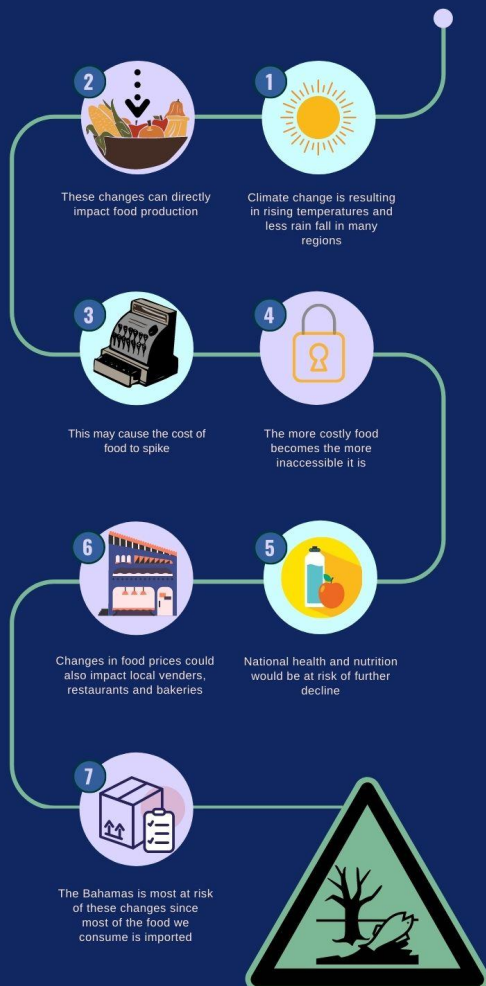 1
Climate change is resulting
in rising temperatures and
less rain fall in many
regions
2
These changes can directly
impact food production
3
This may cause the cost of
food to spike
4
The more costly food
becomes the more
inaccessible it is
5
National health and nutrition
would be at risk of further
decline
6
Changes in food prices could
also impact local venders,
restaurants and bakeries
7
The Bahamas is most at risk
of these changes since
most of the food we
consume is imported